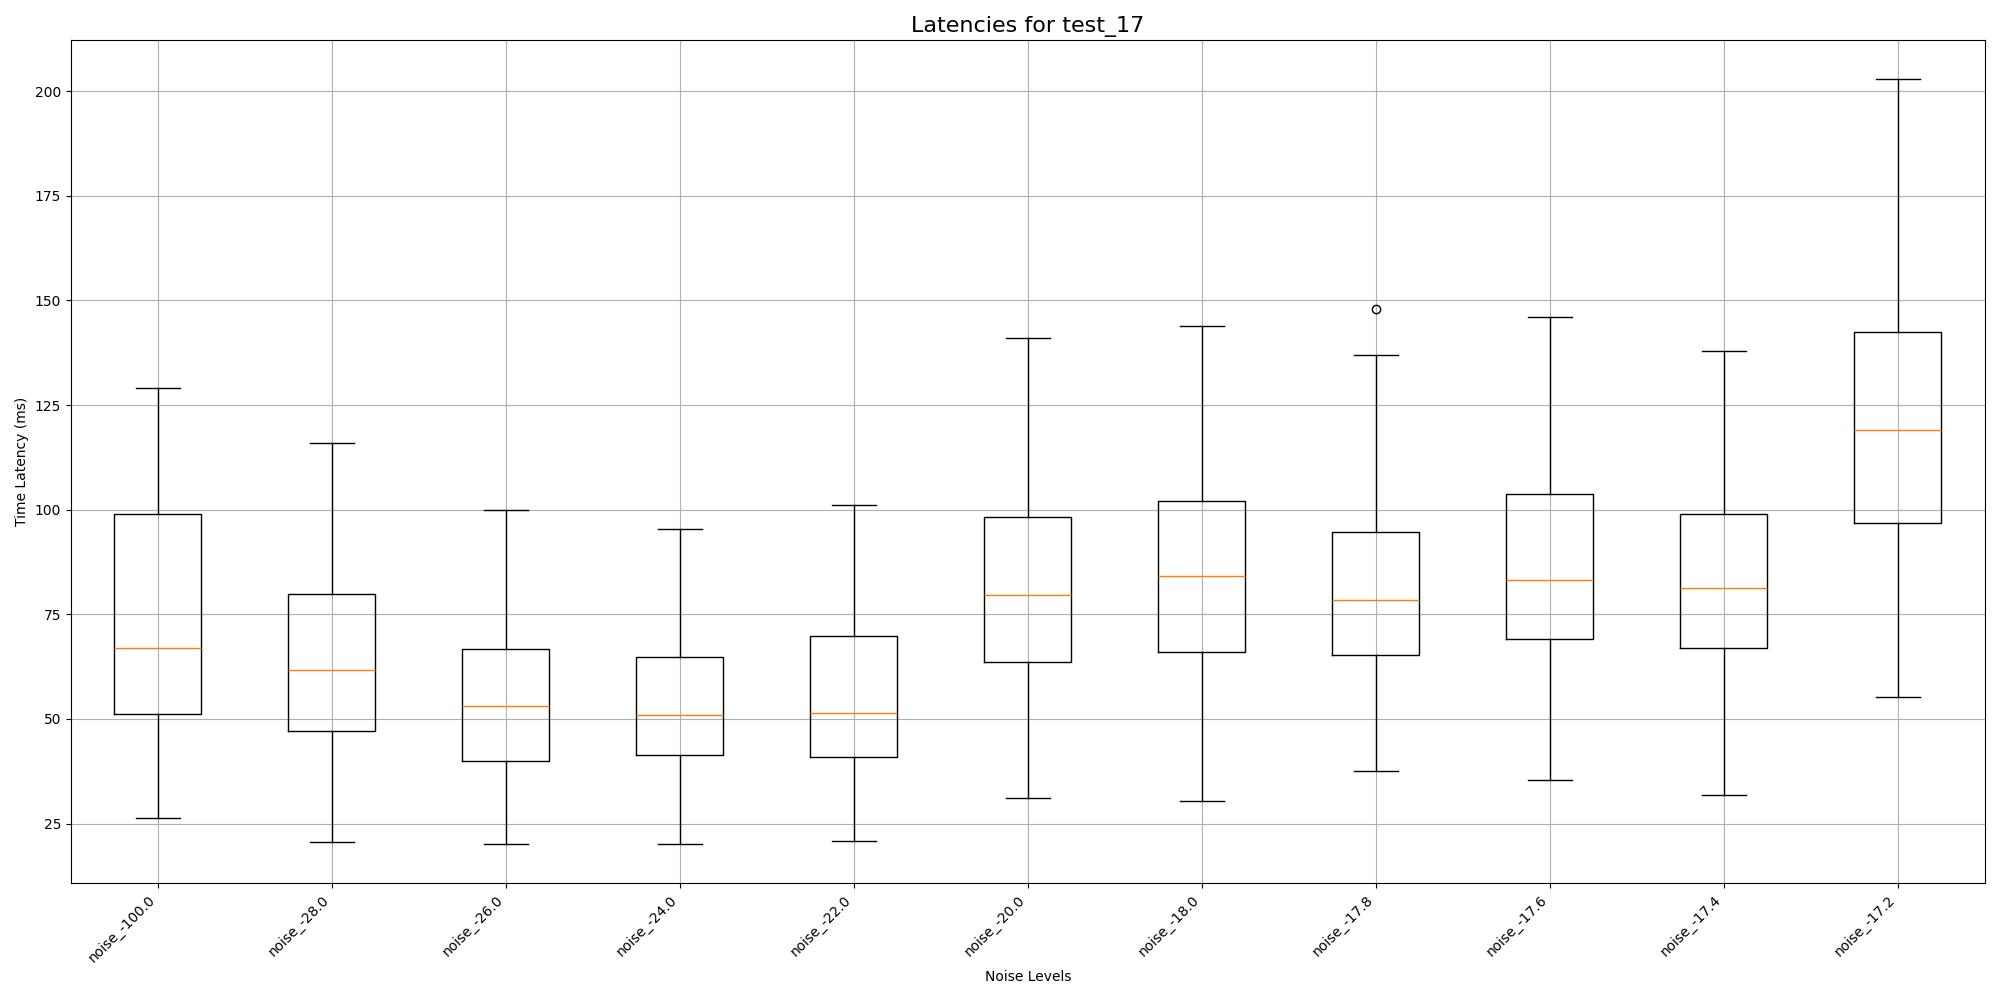 Latencies for test_17
Time Latency (ms)
200
175
150
125
100
75
50
25
noise_-100.0
noise_-28.0
noise_-26.0
noise_-24.0
noise_-22.0
noise_-20.0
noise_-18.0
noise_-17.8
noise_-17.6
noise_-17.4
noise_-17.2
Noise Levels